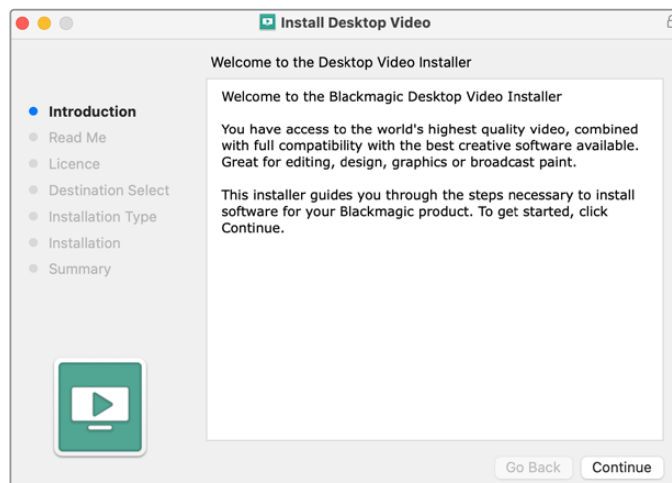 Install Desktop Video
Welcome to the Desktop Video Installer
Introduction
Read Me
Licence
Destination Select
Installation Type
Installation
Summary
Welcome to the Blackmagic Desktop Video Installer
You have access to the world's highest quality video, combined
with full compatibility with the best creative software available.
Great for editing, design, graphics or broadcast paint.
This installer guides you through the steps necessary to install
software for your Blackmagic product. To get started, click
Continue.
Go Back
Continue